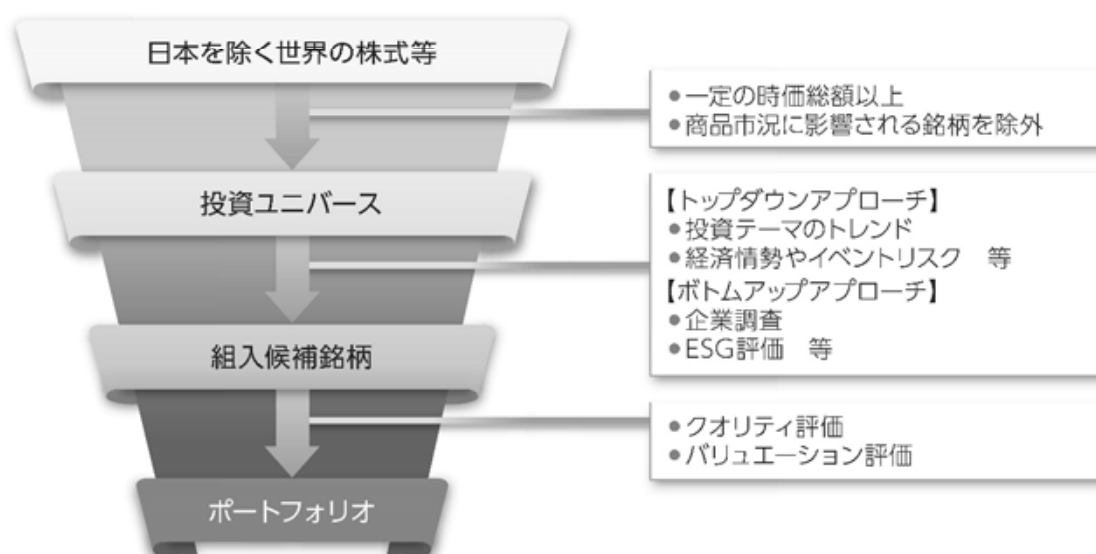 日本を除く世界の株式等
●一定の時価総額以上
●商品市況に影響される銘柄を除外
投資ユニバース
【トップダウンアプローチ】
●投資テーマのトレンド
●経済情勢やイベントリスク　等
【ボトムアップアプローチ】
●企業調査
●ESG評価　等
組入候補銘柄
●クオリティ評価
●バリュエーション評価
ポートフォリオ